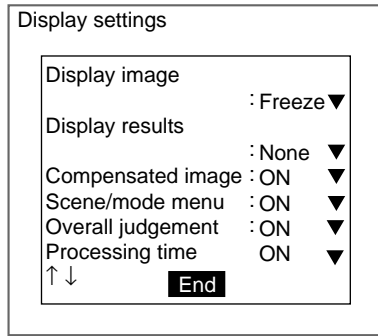 Display settings
Display image
:Freeze▼
Display results
:None ▼
Compensated image :ON ▼
Scene/mode menu :ON ▼
Overall judgement :ON ▼
Processing time ON ▼
↑↓ End